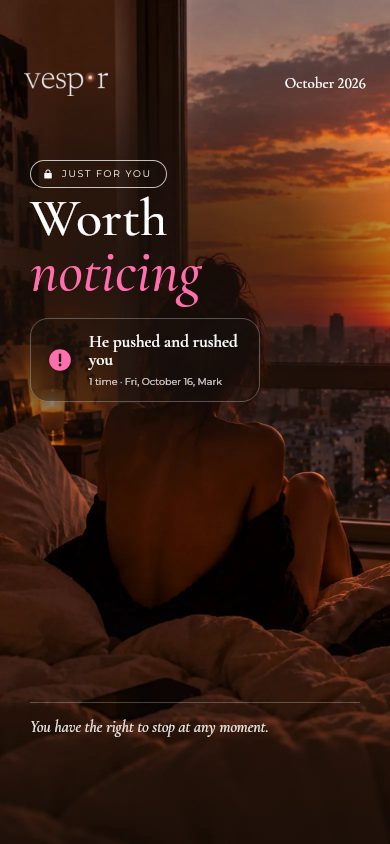 vespr
October 2026
JUST FOR YOU
Worth
noticing
He pushed and rushed
you
1 time · Fri, October 16, Mark
You have the right to stop at any moment.